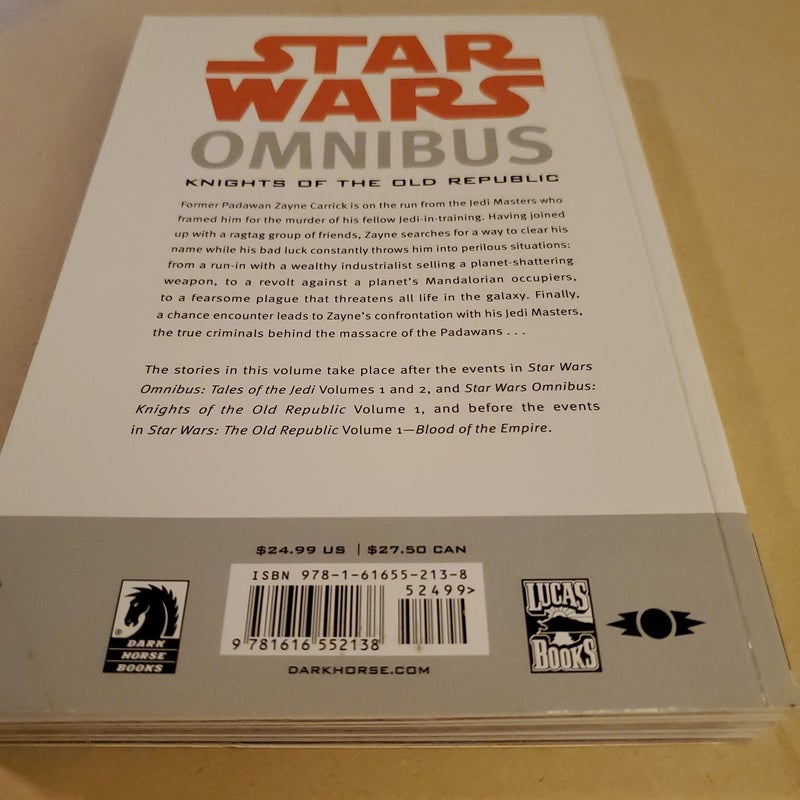 STAR
WARS
OMNIBUS
KNIGHTS OF THE OLD REPUBLIC
Former Padawan Zayne Carrick is on the run from the Jedi Masters who
framed him for the murder of his fellow Jedi-in-training. Having joined
up with a ragtag group of friends, Zayne searches for a way to clear his
name while his bad luck constantly throws him into perilous situations:
from a run-in with a wealthy industrialist selling a planet-shattering
weapon, to a revolt against a planet's Mandalorian occupiers,
to a fearsome plague that threatens all life in the galaxy. Finally,
a chance encounter leads to Zayne's confrontation with his Jedi Masters,
the true criminals behind the massacre of the Padawans . . .
The stories in this volume take place after the events in Star Wars
Omnibus: Tales of the Jedi Volumes 1 and 2, and Star Wars Omnibus:
Knights of the Old Republic Volume 1, and before the events
in Star Wars: The Old Republic Volume 1—Blood of the Empire.
$24.99 US | $27.50 CAN
ISBN 978-1-61655-213-8
52499>
9 781616 552138
DARKHORSE.COM
®
DARK
HORSE
BOOKS
LUCAS
BOOKS